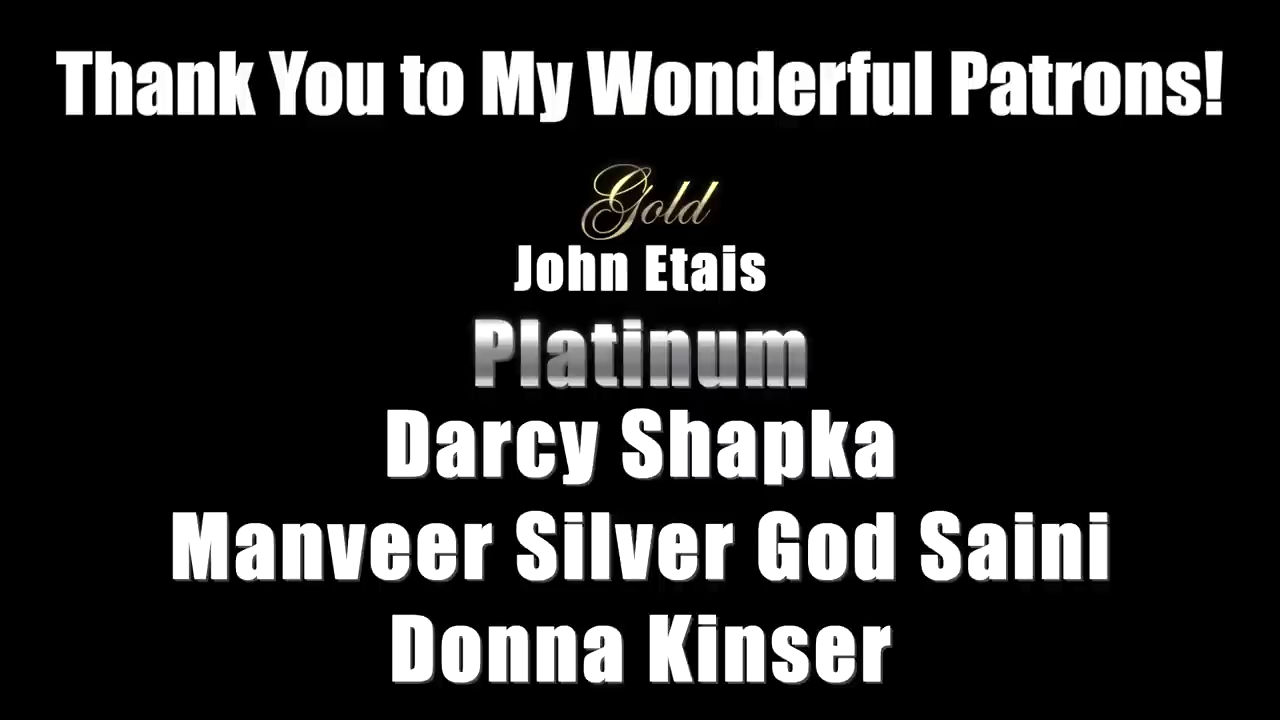 Thank You to My Wonderful Patrons!
Gold
John Etais
Platinum
Darcy Shapka
Manveer Silver God Saini
Donna Kinser